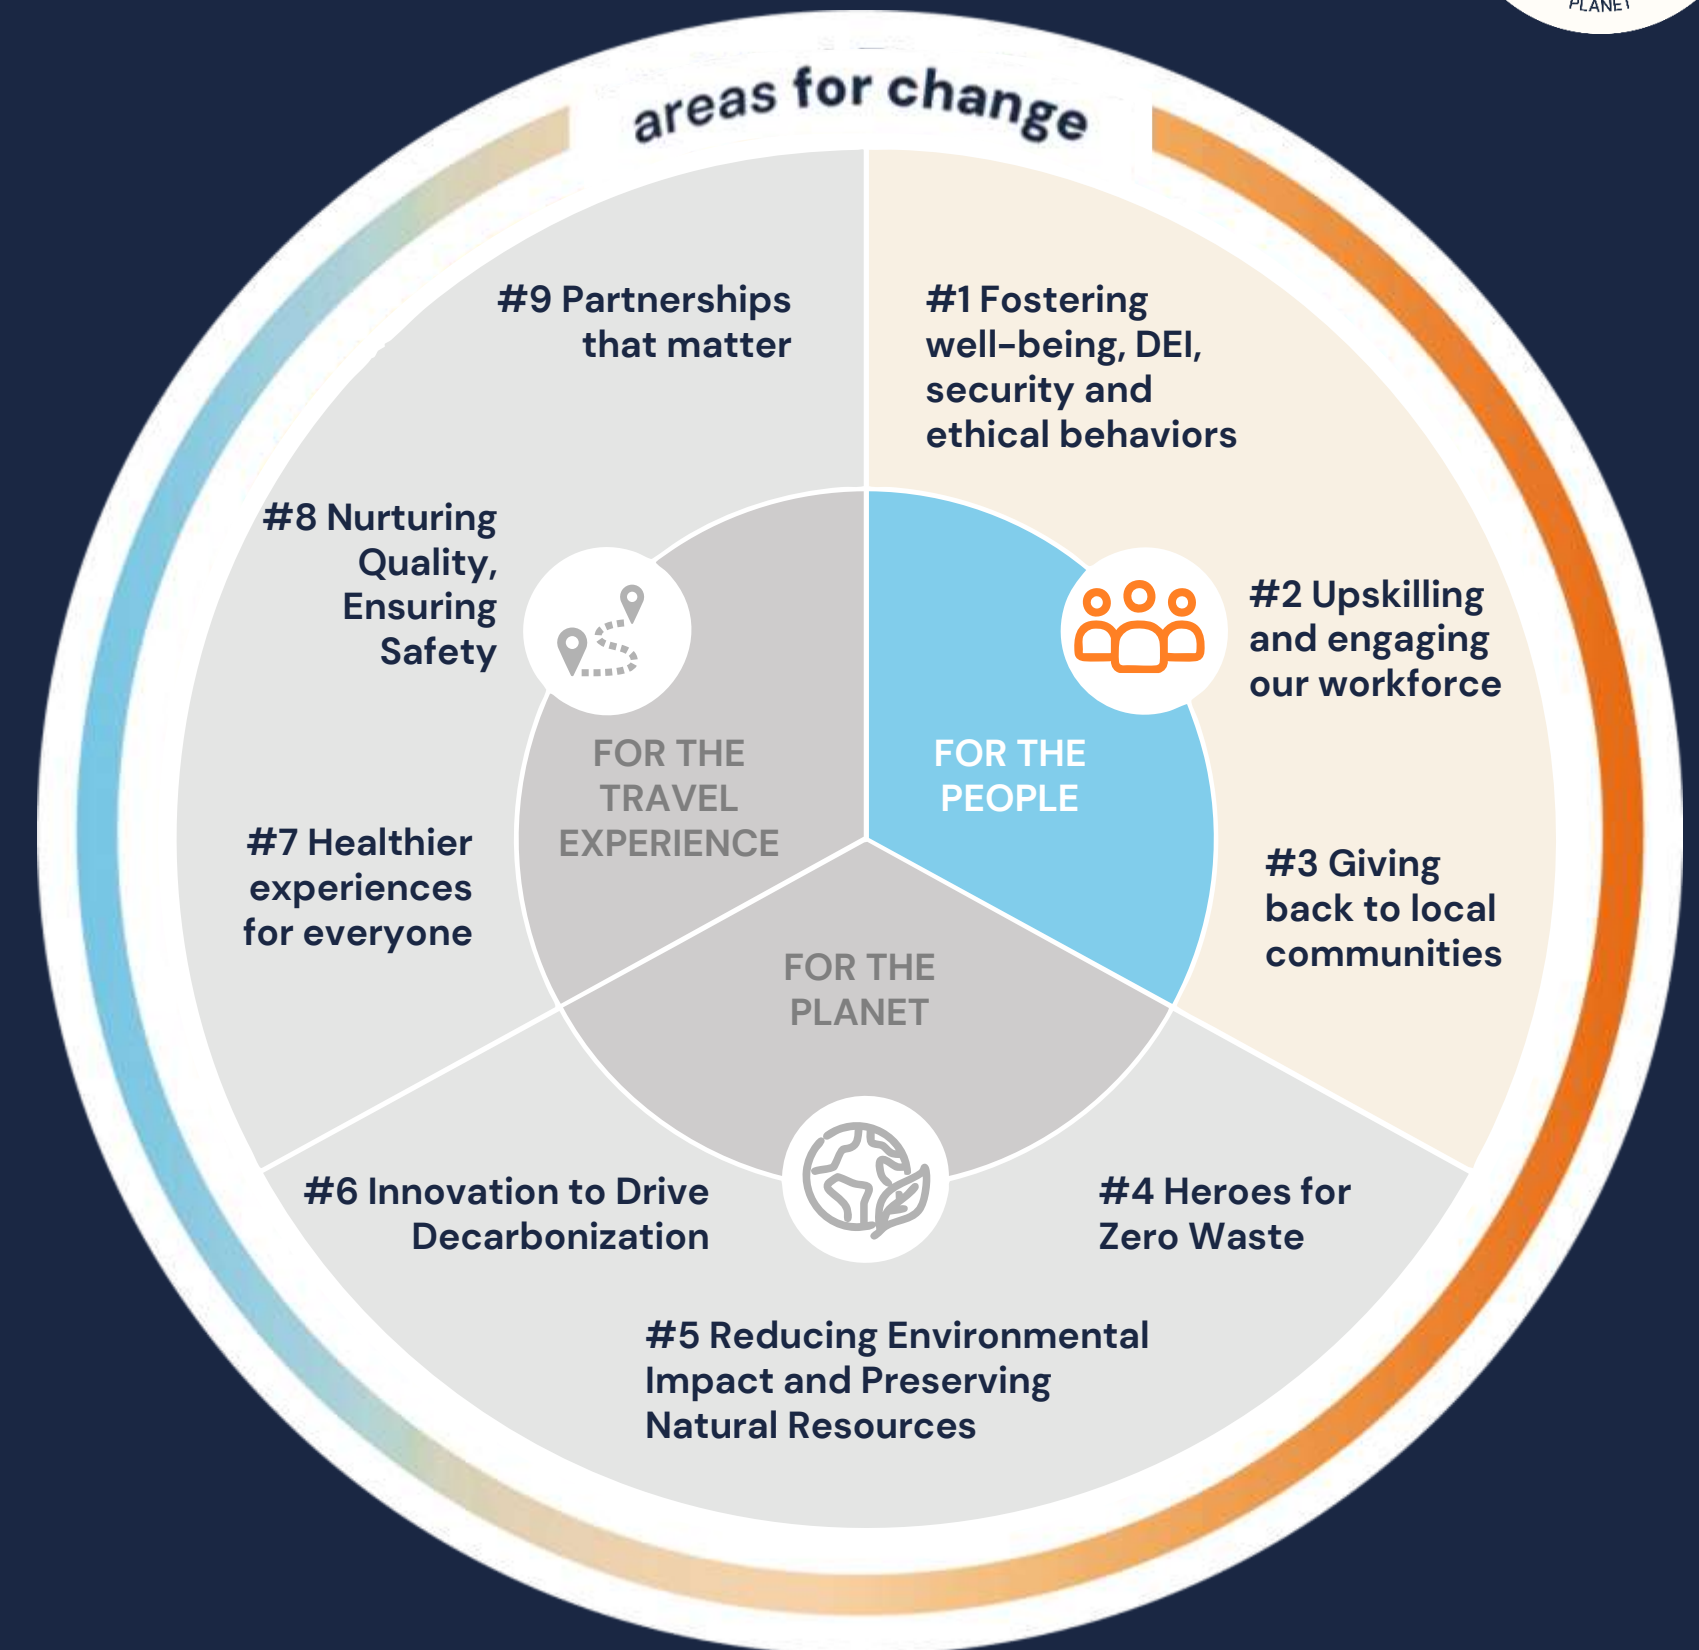 PLANET
areas for change
#9 Partnerships
that matter
#1 Fostering
well-being, DEI,
security and
ethical behaviors
#8 Nurturing
Quality,
Ensuring
Safety
#2 Upskilling
and engaging
our workforce
FOR THE
TRAVEL
EXPERIENCE
FOR THE
PEOPLE
#7 Healthier
experiences
for everyone
#3 Giving
back to local
communities
FOR THE
PLANET
#6 Innovation to Drive
Decarbonization
#4 Heroes for
Zero Waste
#5 Reducing Environmental
Impact and Preserving
Natural Resources